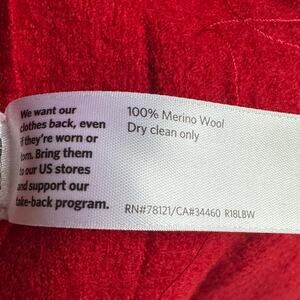 We want our
clothes back, even
if they're worn or
torn. Bring them
to our US stores
and support our
take-back program.
100% Merino Wool
Dry clean only
RN#78121/CA#34460 R18LBW